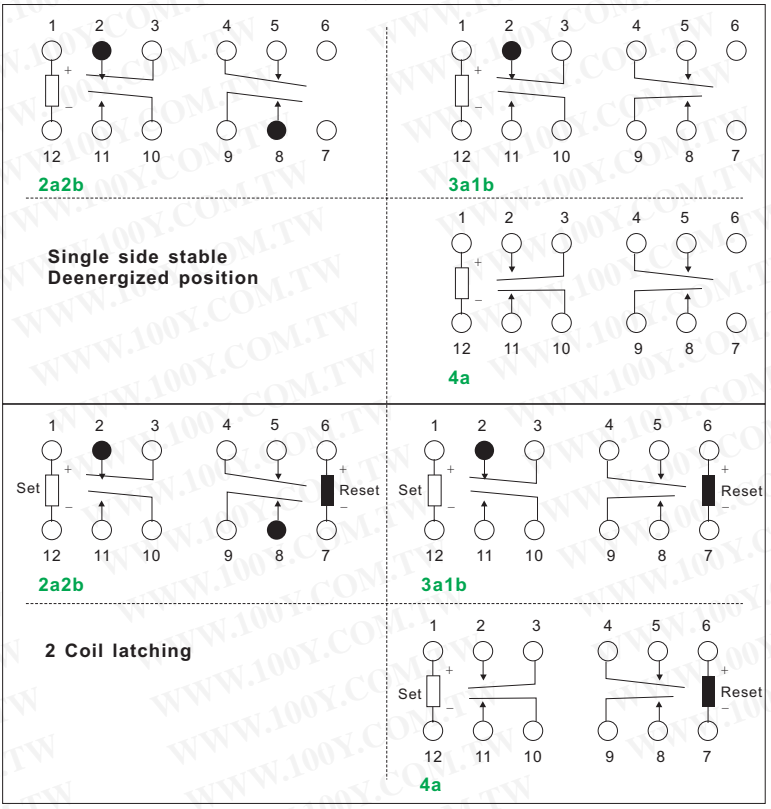 1 2 3 4 5 6
+
−
12 11 10 9 8 7
2a2b
1 2 3 4 5 6
+
−
12 11 10 9 8 7
3a1b
Single side stable
Deenergized position
1 2 3 4 5 6
+
−
12 11 10 9 8 7
4a
1 2 3 4 5 6
+ +
Set Reset
− −
12 11 10 9 8 7
2a2b
1 2 3 4 5 6
+ +
Set Reset
− −
12 11 10 9 8 7
3a1b
2 Coil latching
1 2 3 4 5 6
+ +
Set Reset
− −
12 11 10 9 8 7
4a
WWW.100Y.COM.TW